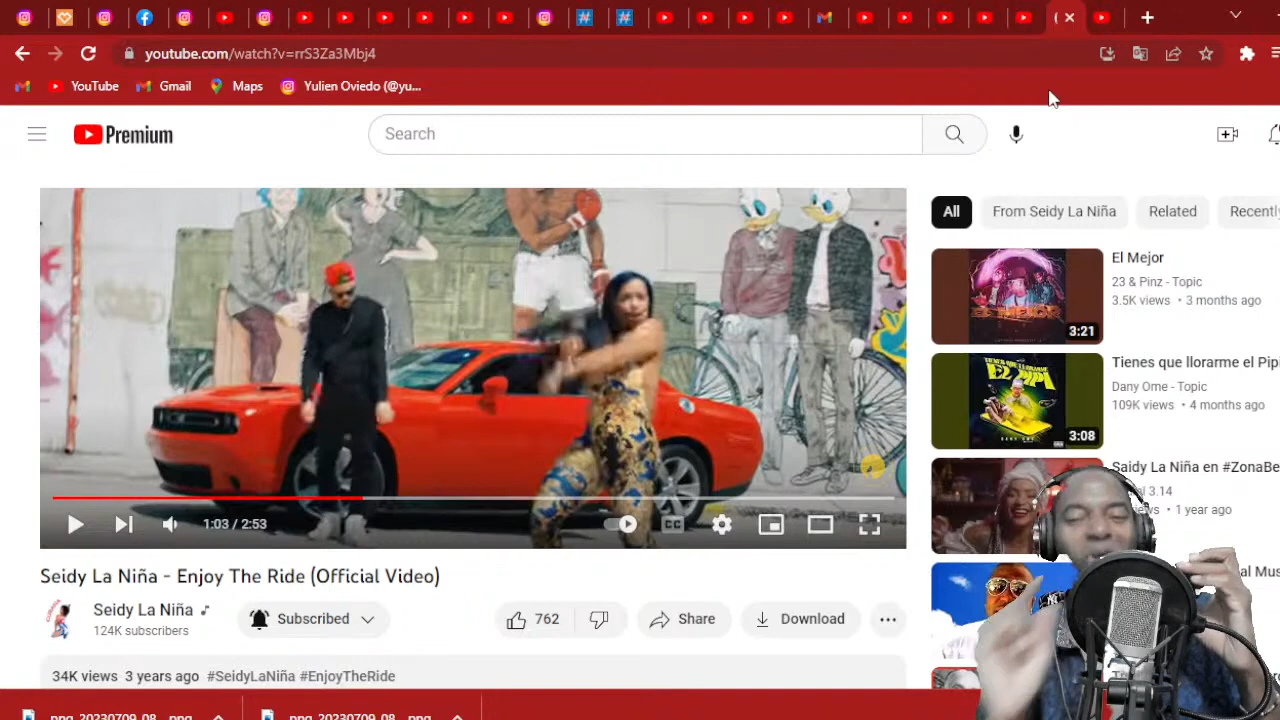 youtube.com/watch?v=rrS3Za3Mbj4
YouTube
Gmail
Maps
Yulien Oviedo (@yu...
Premium
Search
All
From Seidy La Niña
Related
El Mejor
23 & Pinz - Topic
3.5K views • 3 months ago
3:21
Tienes que llorarme el Pipi
Dany Ome - Topic
109K views • 4 months ago
3:08
Saidy La Niña en #ZonaBe
3.14
1 year ago
1:03 / 2:53
CC
Seidy La Niña - Enjoy The Ride (Official Video)
Seidy La Niña
124K subscribers
Subscribed
762
Share
Download
34K views 3 years ago #SeidyLaNiña #EnjoyTheRide